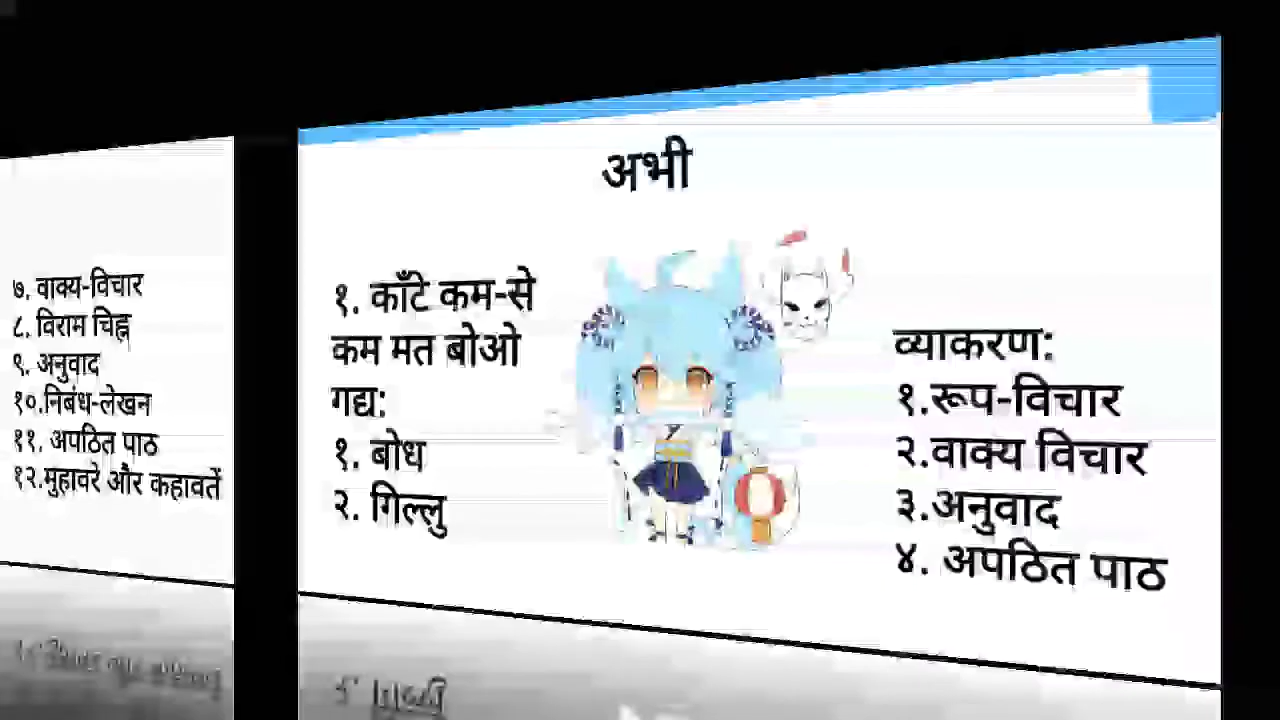 ७. वाक्य-विचार
८. विराम चिह्न
९. अनुवाद
१०.निबंध-लेखन
११. अपठित पाठ
१२.मुहावरे और कहावतें
अभी
१. काँटे कम-से
कम मत बोओ
गद्य:
१. बोध
२. गिल्लु
व्याकरण:
१.रूप-विचार
२.वाक्य विचार
३.अनुवाद
४. अपठित पाठ